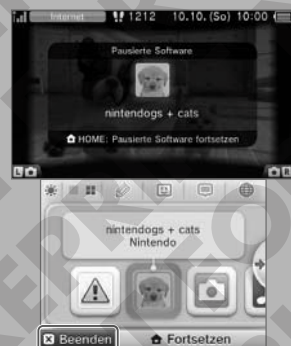 Internet 1212 10.10. (So) 10:00
Pausierte Software
nintendogs + cats
HOME: Pausierte Software fortsetzen
L R
nintendogs + cats
Nintendo
X Beenden Fortsetzen